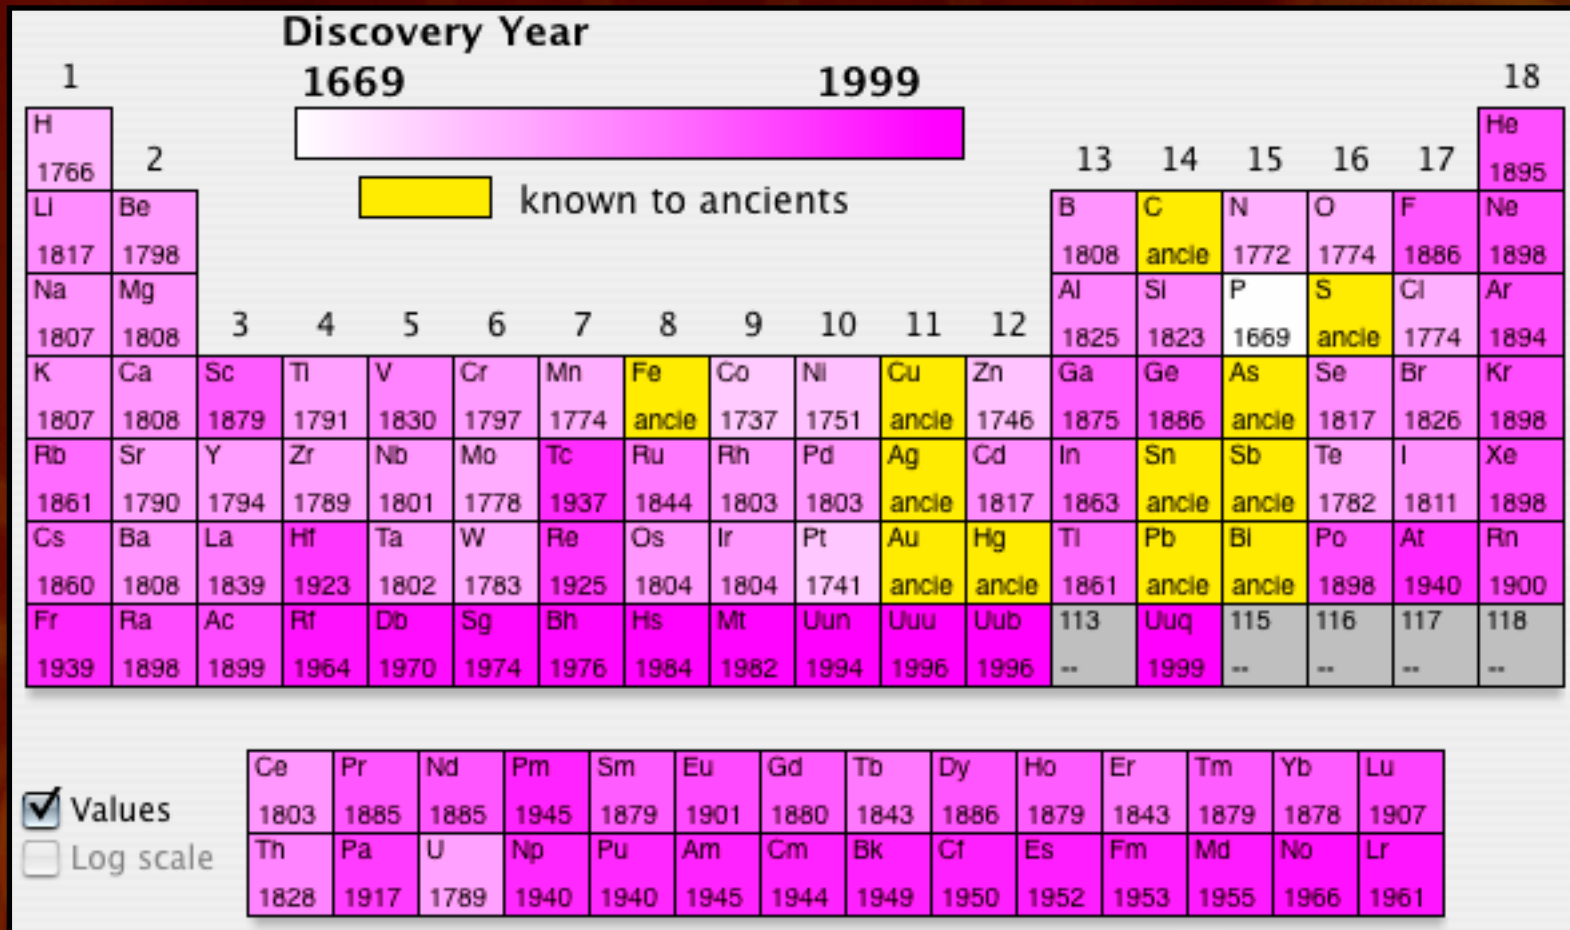 Discovery Year
1669 1999
known to ancients
1 18
2 13 14 15 16 17
3 4 5 6 7 8 9 10 11 12
H He
1766 1895
Li Be B C N O F Ne
1817 1798 1808 ancie 1772 1774 1886 1898
Na Mg Al Si P S Cl Ar
1807 1808 1825 1823 1669 ancie 1774 1894
K Ca Sc Ti V Cr Mn Fe Co Ni Cu Zn Ga Ge As Se Br Kr
1807 1808 1879 1791 1830 1797 1774 ancie 1737 1751 ancie 1746 1875 1886 ancie 1817 1826 1898
Rb Sr Y Zr Nb Mo Tc Ru Rh Pd Ag Cd In Sn Sb Te I Xe
1861 1790 1794 1789 1801 1778 1937 1844 1803 1803 ancie 1817 1863 ancie ancie 1782 1811 1898
Cs Ba La Hf Ta W Re Os Ir Pt Au Hg Tl Pb Bi Po At Rn
1860 1808 1839 1923 1802 1783 1925 1804 1804 1741 ancie ancie 1861 ancie ancie 1898 1940 1900
Fr Ra Ac Rf Db Sg Bh Hs Mt Uun Uuu Uub 113 Uuq 115 116 117 118
1939 1898 1899 1964 1970 1974 1976 1984 1982 1994 1996 1996 -- 1999 -- -- -- --
Ce Pr Nd Pm Sm Eu Gd Tb Dy Ho Er Tm Yb Lu
1803 1885 1885 1945 1879 1901 1880 1843 1886 1879 1843 1879 1878 1907
Th Pa U Np Pu Am Cm Bk Cf Es Fm Md No Lr
1828 1917 1789 1940 1940 1945 1944 1949 1950 1952 1953 1955 1966 1961
Values
Log scale